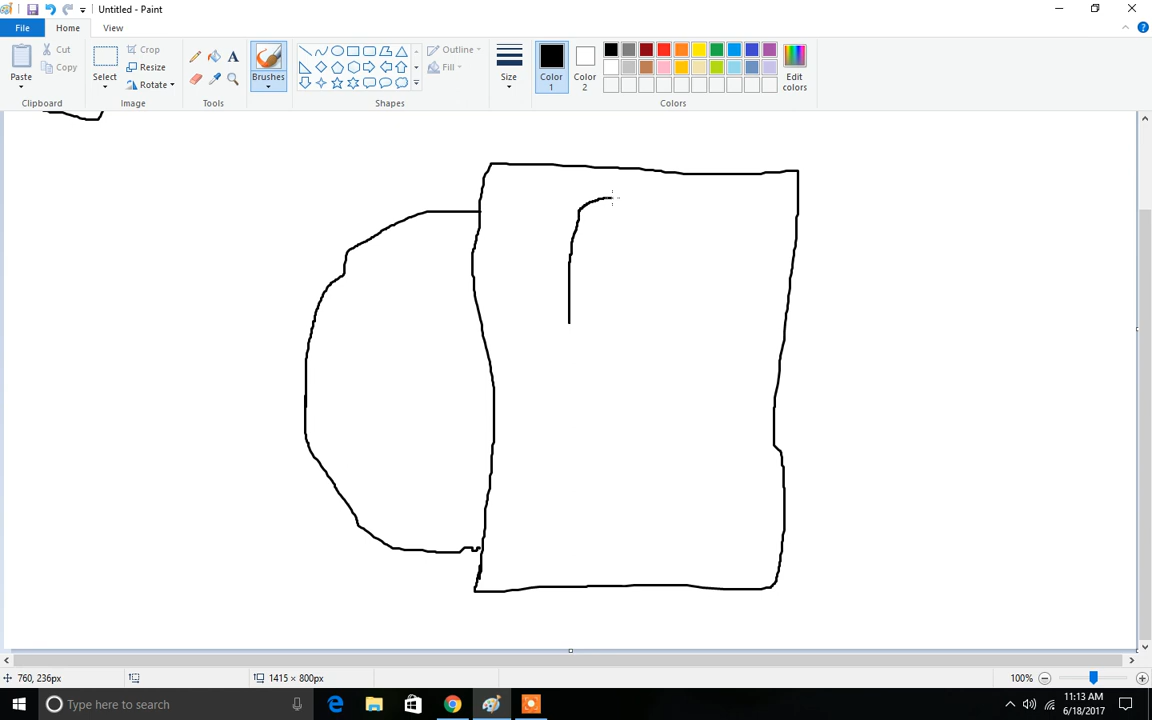 Untitled - Paint
File Home View
Paste Cut Copy Select Crop Resize Rotate A Brushes Outline Fill Size Color 1 Color 2 Edit colors
Clipboard Image Tools Shapes Colors
760, 236px 1415 × 800px 100%
Type here to search 11:13 AM
6/18/2017